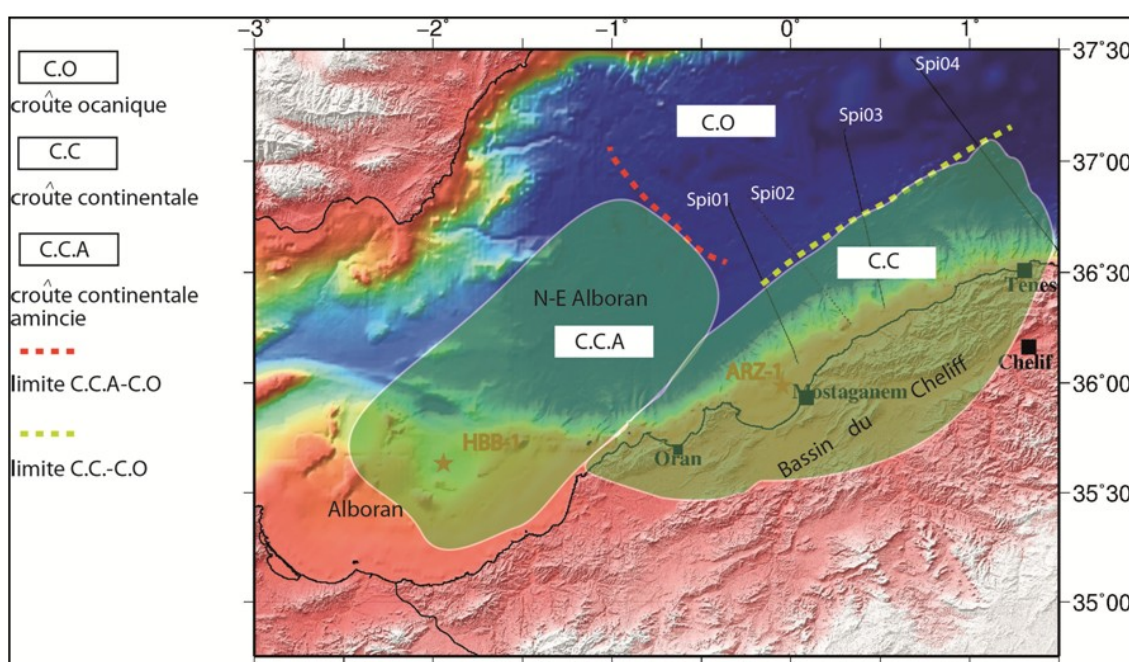 -3° -2° -1° 0° 1°
C.O
croûte ocanique
C.C
croûte continentale
C.C.A
croûte continentale
amincie
limite C.C.A-C.O
limite C.C.-C.O
37°30'
37°00'
36°30'
36°00'
35°30'
35°00'
Spi04
Spi03
C.O
Spi02
Spi01
C.C
Tenes
N-E Alboran
C.C.A
Chelif
ARZ-1
Mostaganem
Bassin du Cheliff
HBB-1
Oran
Alboran